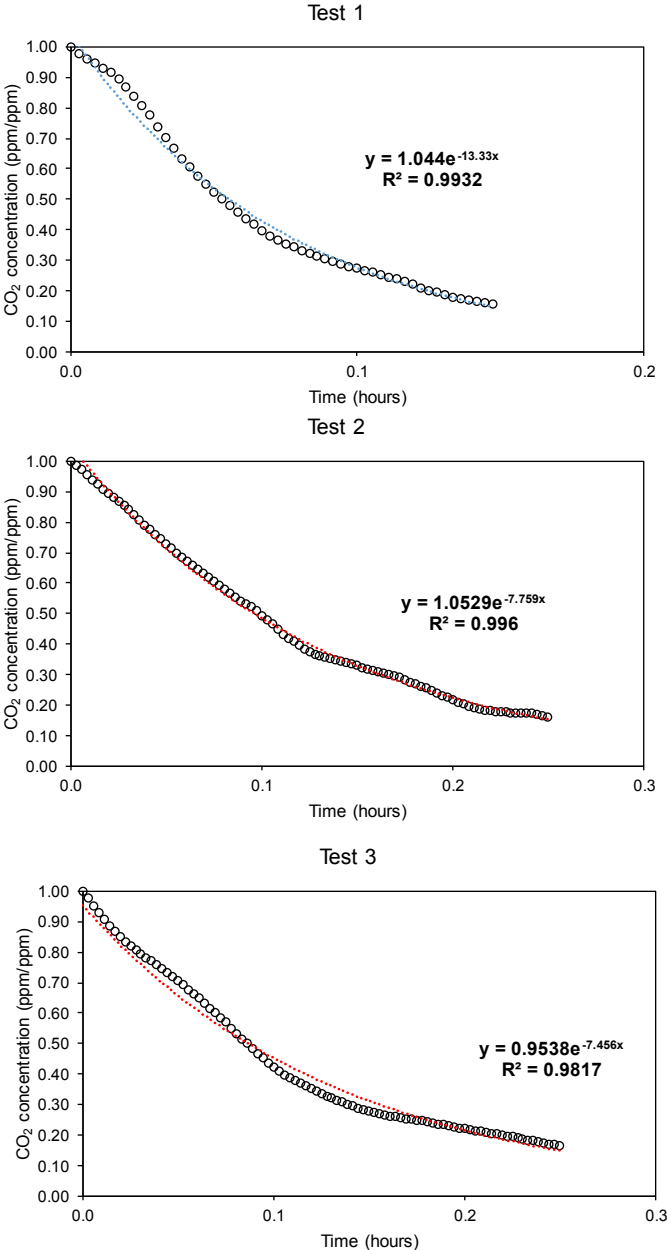 Test 1
1.00
0.90
0.80
0.70
0.60
0.50
0.40
0.30
0.20
0.10
0.00
CO₂ concentration (ppm/ppm)
y = 1.044e⁻¹³·³³ˣ
R² = 0.9932
0.0
0.1
0.2
Time (hours)
Test 2
1.00
0.90
0.80
0.70
0.60
0.50
0.40
0.30
0.20
0.10
0.00
CO₂ concentration (ppm/ppm)
y = 1.0529e⁻⁷·⁷⁵⁹ˣ
R² = 0.996
0.0
0.1
0.2
0.3
Time (hours)
Test 3
1.00
0.90
0.80
0.70
0.60
0.50
0.40
0.30
0.20
0.10
0.00
CO₂ concentration (ppm/ppm)
y = 0.9538e⁻⁷·⁴⁵⁶ˣ
R² = 0.9817
0.0
0.1
0.2
0.3
Time (hours)